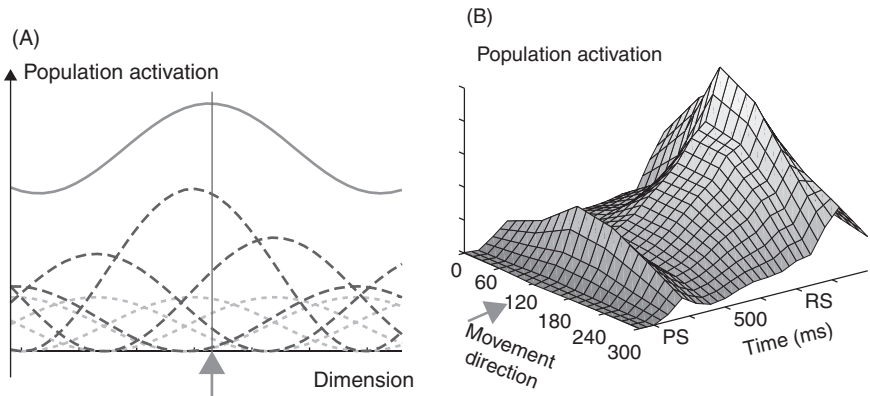 (A)
Population activation
Dimension
(B)
Population activation
0
60
120
180
240
300
Movement
direction
PS
500
RS
Time (ms)